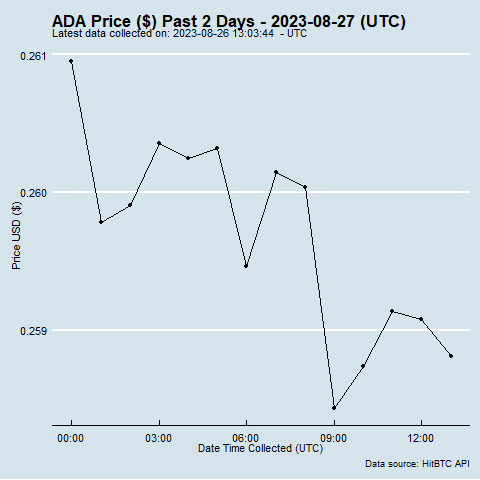 ADA Price ($) Past 2 Days - 2023-08-27 (UTC)
Latest data collected on: 2023-08-26 13:03:44  - UTC
0.261
0.260
0.259
Price USD ($)
00:00 03:00 06:00 09:00 12:00
Date Time Collected (UTC)
Data source: HitBTC API